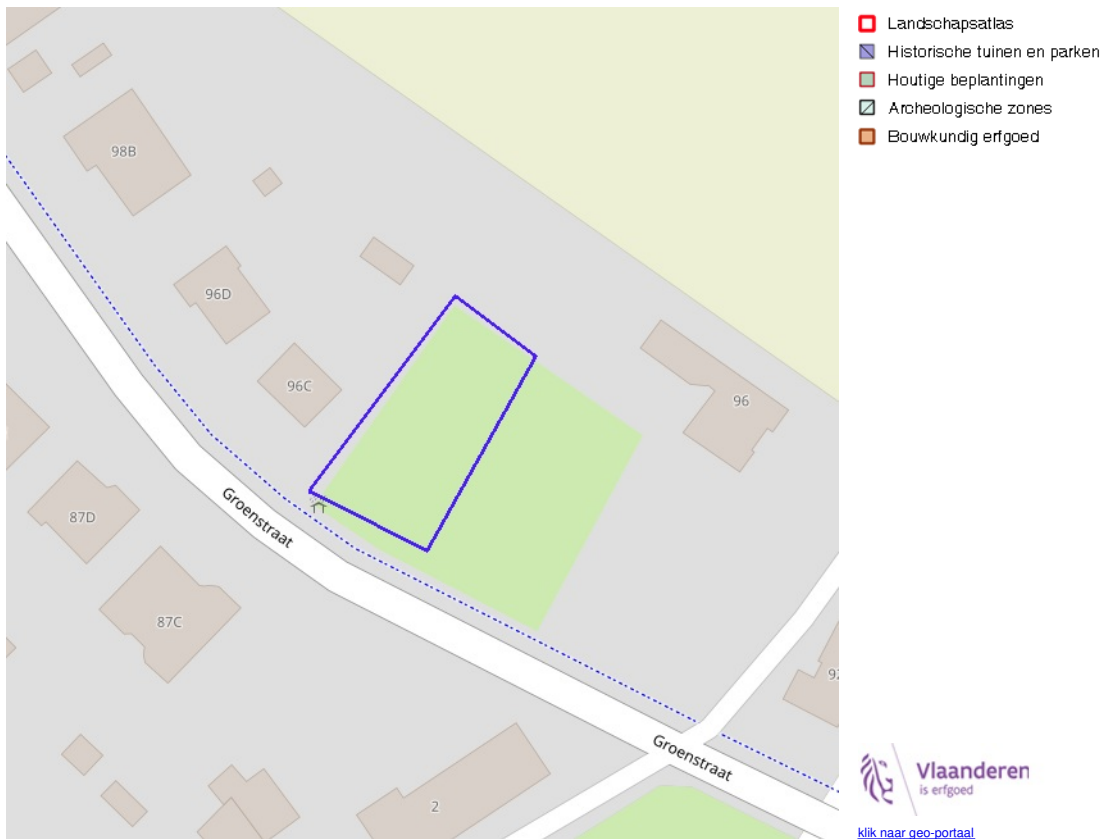 Landschapsatlas
Historische tuinen en parken
Houtige beplantingen
Archeologische zones
Bouwkundig erfgoed
98B
96D
96C
96
87D
Groenstraat
87C
Groenstraat
2
Vlaanderen
is erfgoed
klik naar geo-portaal